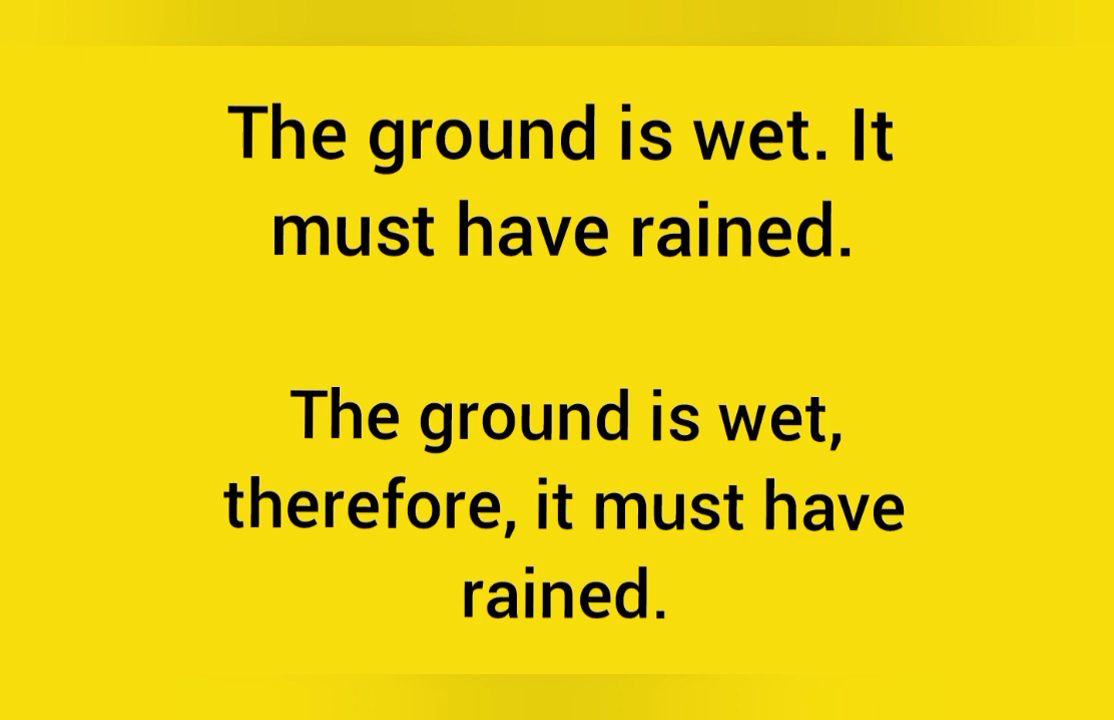 The ground is wet. It
must have rained.
The ground is wet,
therefore, it must have
rained.